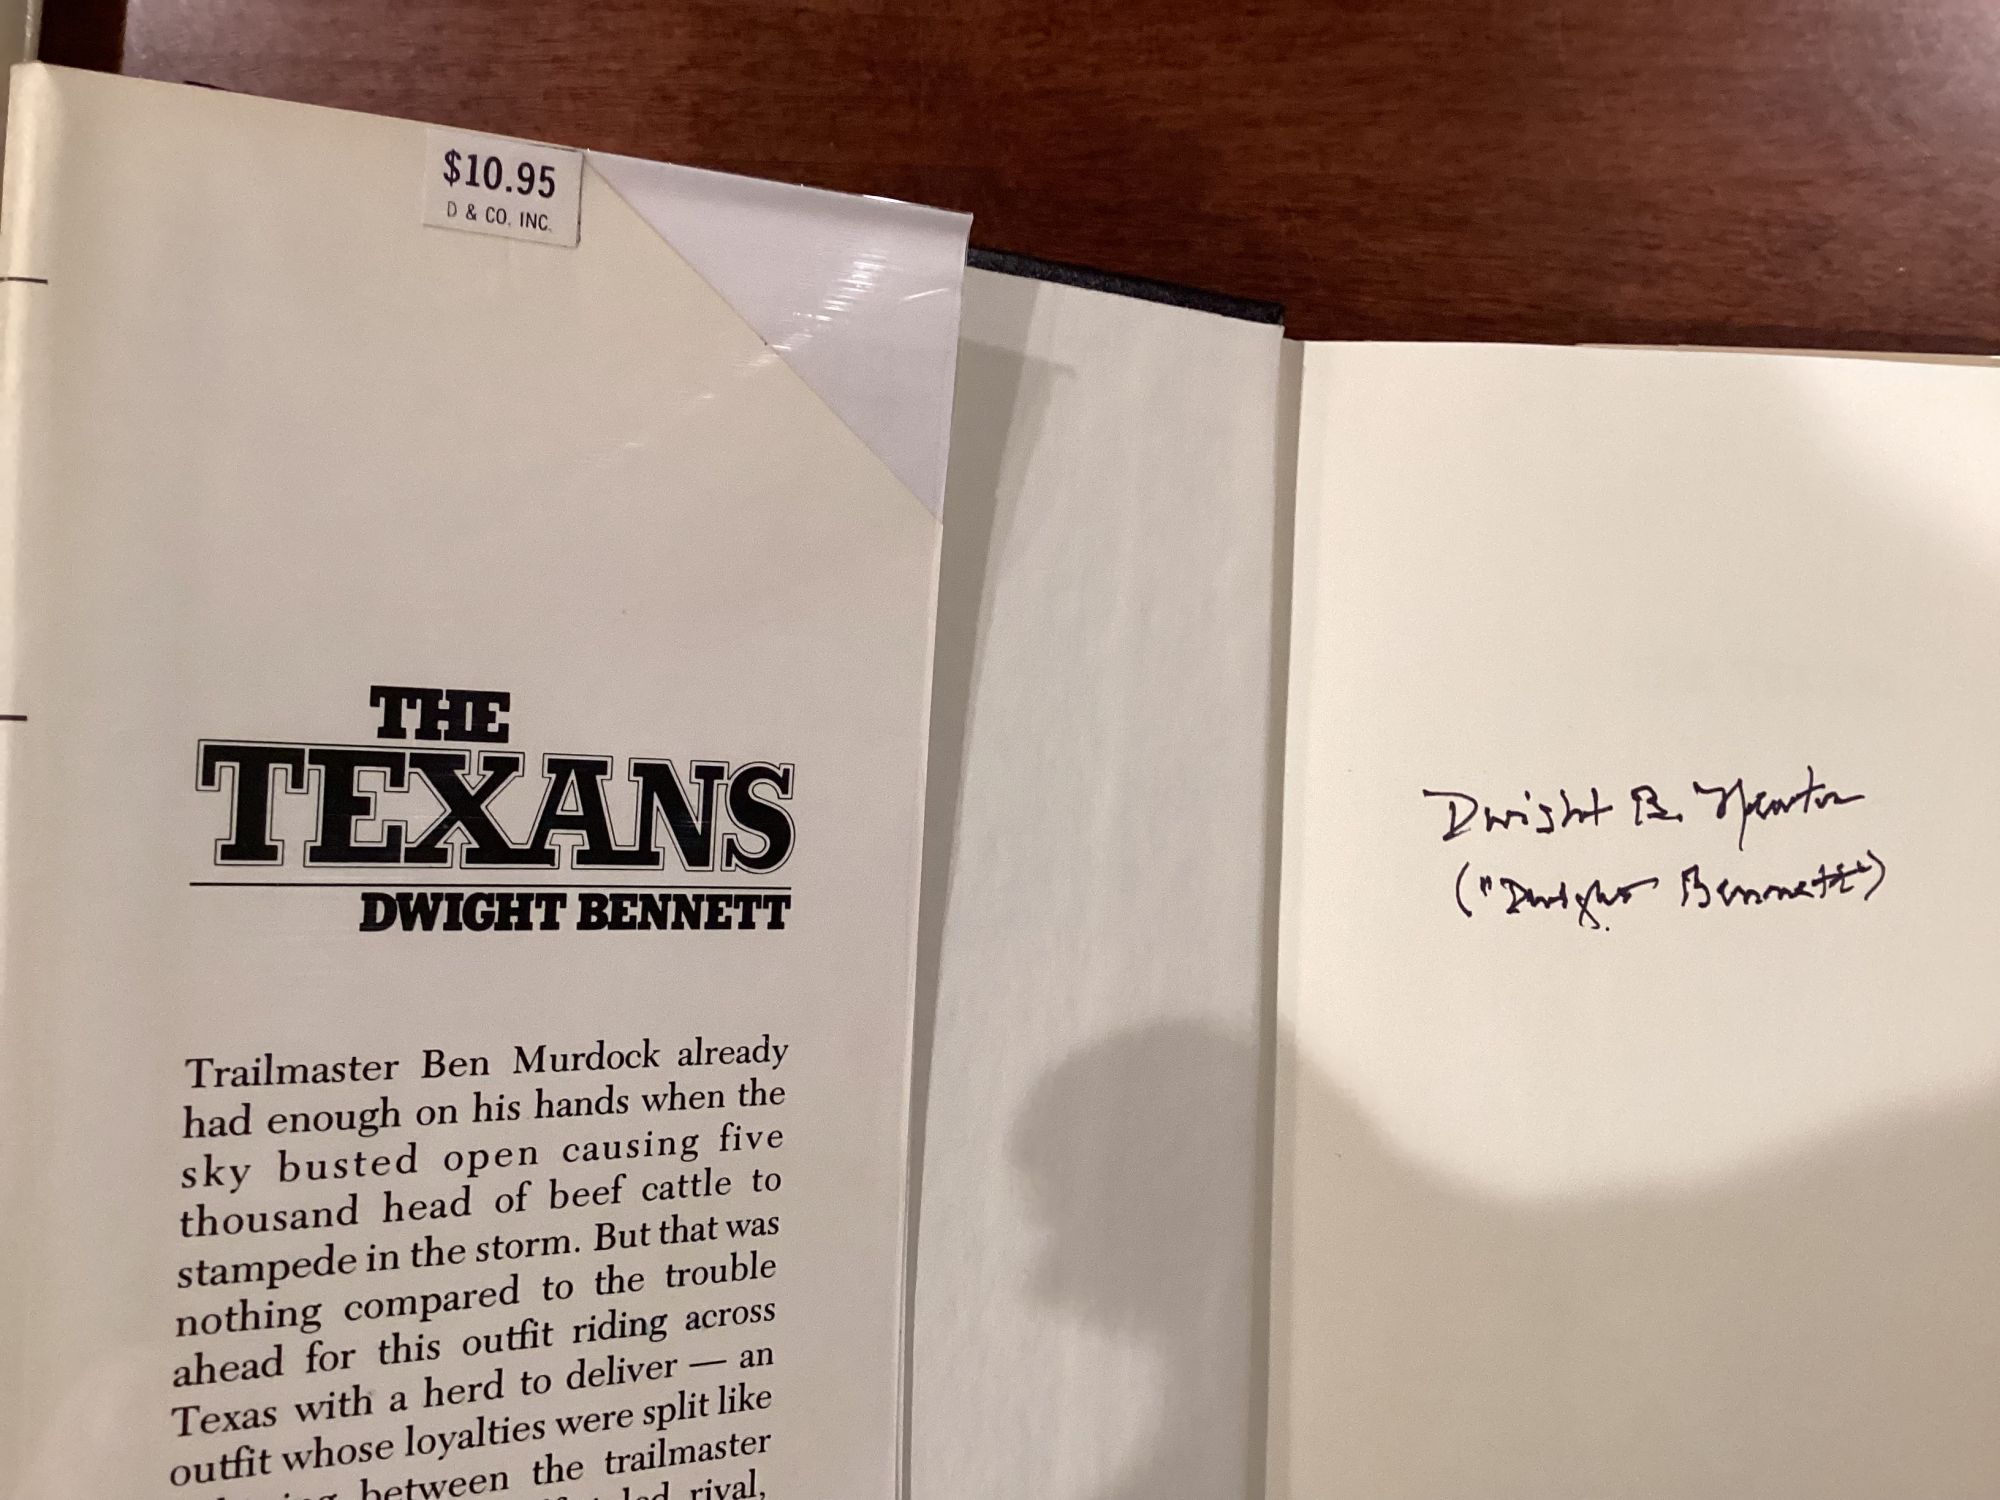 $10.95
D & CO. INC.
THE
TEXANS
DWIGHT BENNETT
Trailmaster Ben Murdock already
had enough on his hands when the
sky busted open causing five
thousand head of beef cattle to
stampede in the storm. But that was
nothing compared to the trouble
ahead for this outfit riding across
Texas with a herd to deliver — an
outfit whose loyalties were split like
between the trailmaster
rival,
Dwight B. Newton
("Dwight Bennett")